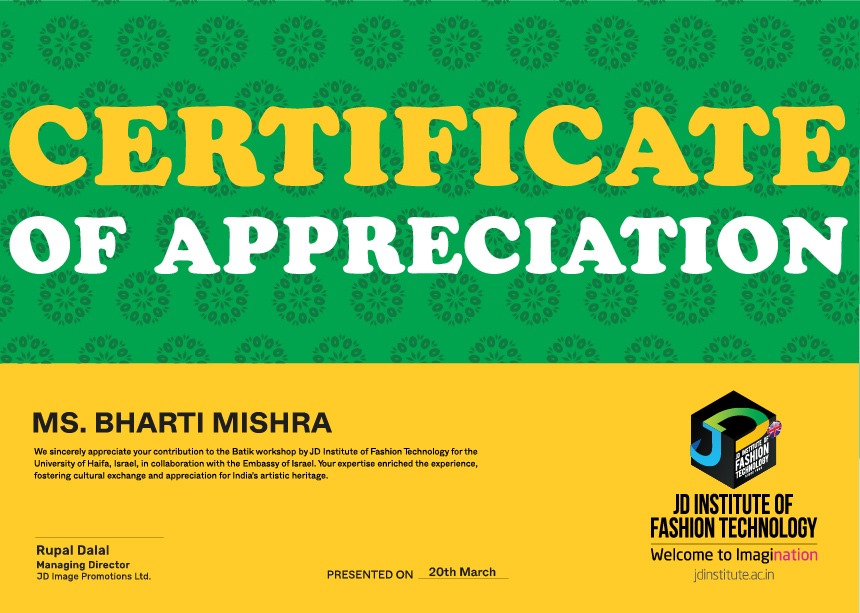 CERTIFICATE
OF APPRECIATION
MS. BHARTI MISHRA
We sincerely appreciate your contribution to the Batik workshop by JD Institute of Fashion Technology for the
University of Haifa, Israel, in collaboration with the Embassy of Israel. Your expertise enriched the experience,
fostering cultural exchange and appreciation for India's artistic heritage.
Rupal Dalal
Managing Director
JD Image Promotions Ltd.
PRESENTED ON 20th March
JD INSTITUTE OF
FASHION
TECHNOLOGY
JD INSTITUTE OF
FASHION TECHNOLOGY
Welcome to Imagination
jdinstitute.ac.in